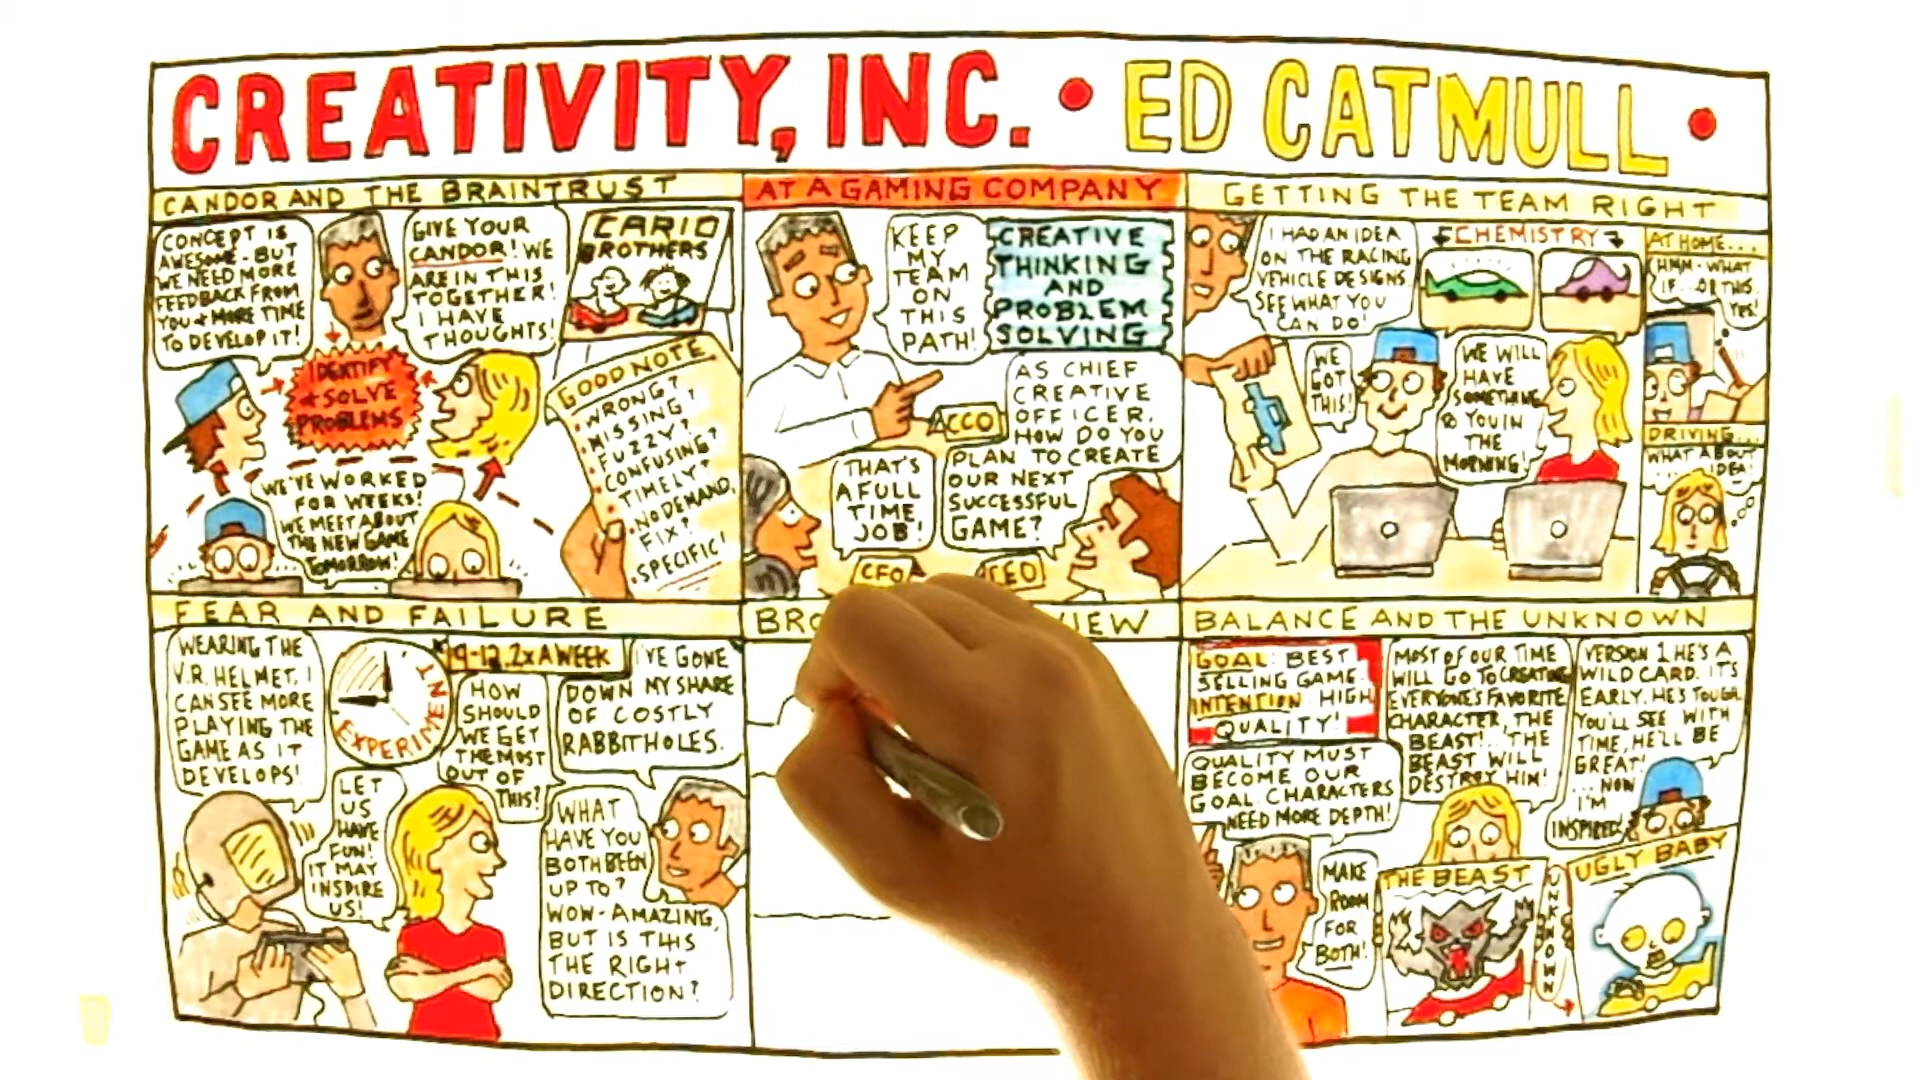 CREATIVITY, INC. • ED CATMULL •
CANDOR AND THE BRAINTRUST
CONCEPT IS
AWESOME - BUT
WE NEED MORE
FEEDBACK FROM
YOU + MORE TIME
TO DEVELOP IT!
GIVE YOUR
CANDOR! WE
ARE IN THIS
TOGETHER!
I HAVE
THOUGHTS!
CARIO
BROTHERS
IDENTIFY
+ SOLVE
PROBLEMS
GOOD NOTE
• WRONG?
• MISSING?
• FUZZY?
• CONFUSING?
• TIMELY?
• NO DEMAND,
FIX?
• SPECIFIC!
WE'VE WORKED
FOR WEEKS!
WE MEET ABOUT
THE NEW GAME
TOMORROW!
AT A GAMING COMPANY
KEEP
MY
TEAM
ON
THIS
PATH!
CREATIVE
THINKING
AND
PROBLEM
SOLVING
CCO
AS CHIEF
CREATIVE
OFFICER,
HOW DO YOU
PLAN TO CREATE
OUR NEXT
SUCCESSFUL
GAME?
THAT'S
A FULL
TIME
JOB!
CFO
CEO
GETTING THE TEAM RIGHT
I HAD AN IDEA
ON THE RACING
VEHICLE DESIGNS.
SEE WHAT YOU
CAN DO!
CHEMISTRY
WE
GOT
THIS!
WE WILL
HAVE
SOMETHING
YOU IN
THE
MORNING!
AT HOME...
HMM - WHAT
IF... OR THIS.
YES!
DRIVING...
WHAT ABOUT
... IDEA!
FEAR AND FAILURE
WEARING THE
V.R. HELMET, I
CAN SEE MORE
PLAYING THE
GAME AS IT
DEVELOPS!
EXPERIMENT
9-12, 2X A WEEK
LET
US
HAVE
FUN!
IT MAY
INSPIRE
US!
HOW
SHOULD
WE GET
THE MOST
OUT OF
THIS?
I'VE GONE
DOWN MY SHARE
OF COSTLY
RABBIT HOLES.
WHAT
HAVE YOU
BOTH BEEN
UP TO?
WOW - AMAZING,
BUT IS THIS
THE RIGHT
DIRECTION?
BALANCE AND THE UNKNOWN
GOAL: BEST
SELLING GAME
INTENTION: HIGH
QUALITY!
QUALITY MUST
BECOME OUR
GOAL. CHARACTERS
NEED MORE DEPTH!
MAKE
ROOM
FOR
BOTH!
MOST OF OUR TIME
WILL GO TO CREATING
EVERYONE'S FAVORITE
CHARACTER, THE
BEAST! ... THE
BEAST WILL
DESTROY HIM!
VERSION 1. HE'S A
WILD CARD. IT'S
EARLY. HE'S TOUGH.
YOU'LL SEE WITH
TIME, HE'LL BE
GREAT!
... NOW
I'M
INSPIRED!
THE BEAST
UNKNOWN
UGLY BABY